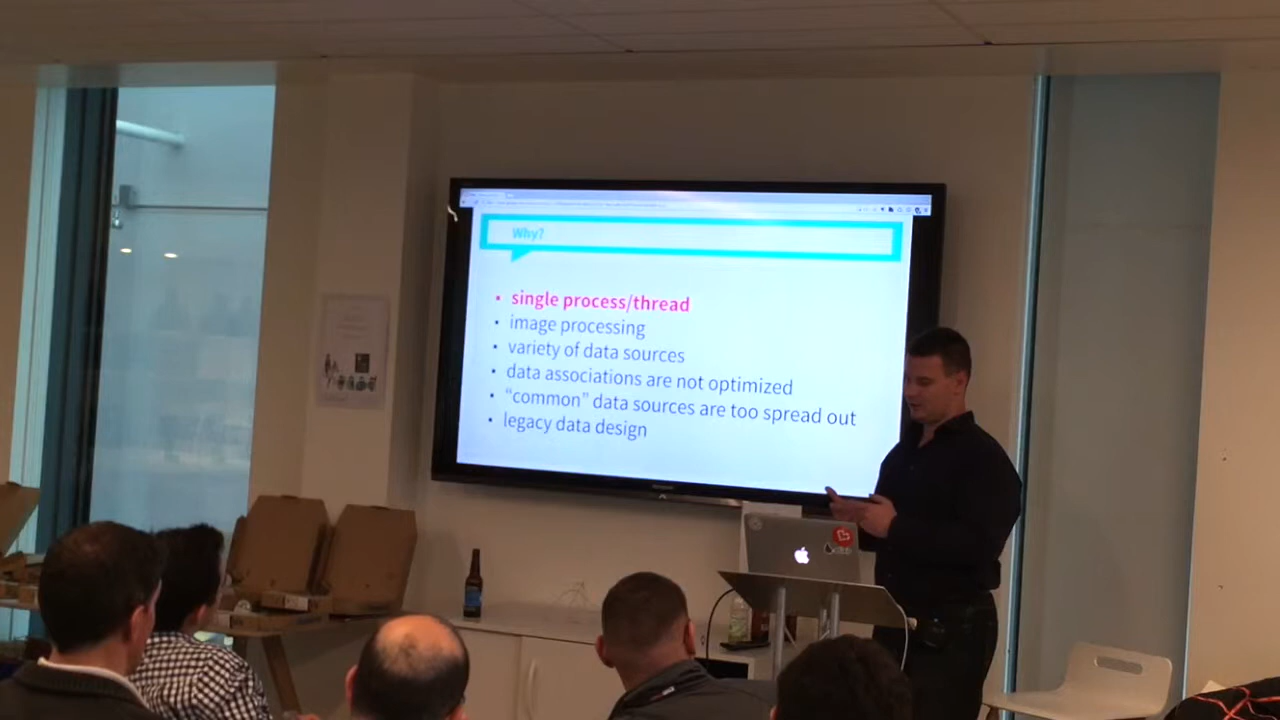 Why?
single process/thread
image processing
variety of data sources
data associations are not optimized
“common” data sources are too spread out
legacy data design